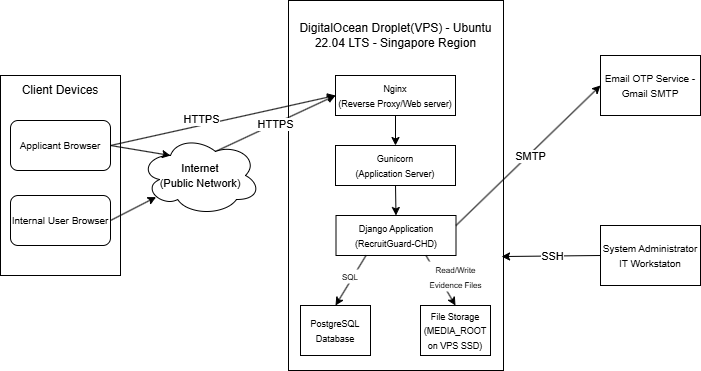 DigitalOcean Droplet(VPS) - Ubuntu
22.04 LTS - Singapore Region
Client Devices
Applicant Browser
Internal User Browser
HTTPS
HTTPS
Internet
(Public Network)
Nginx
(Reverse Proxy/Web server)
Gunicorn
(Application Server)
Django Application
(RecruitGuard-CHD)
SQL
Read/Write
Evidence Files
PostgreSQL
Database
File Storage
(MEDIA_ROOT
on VPS SSD)
SMTP
Email OTP Service -
Gmail SMTP
SSH
System Administrator
IT Workstaton